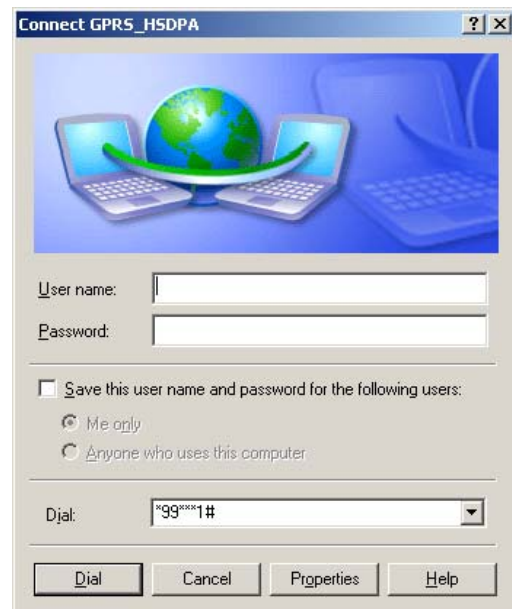 Connect GPRS_HSDPA
User name:
Password:
Save this user name and password for the following users:
Me only
Anyone who uses this computer
Dial: *99***1#
Dial Cancel Properties Help